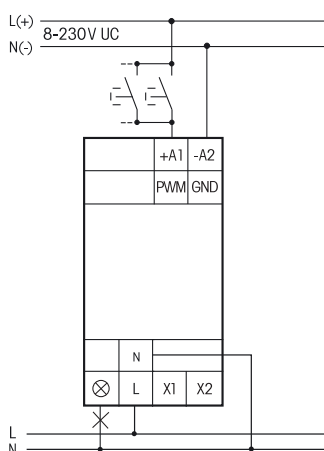 L(+)
8-230V UC
N(-)
+A1 -A2
PWM GND
N
L X1 X2
L
N